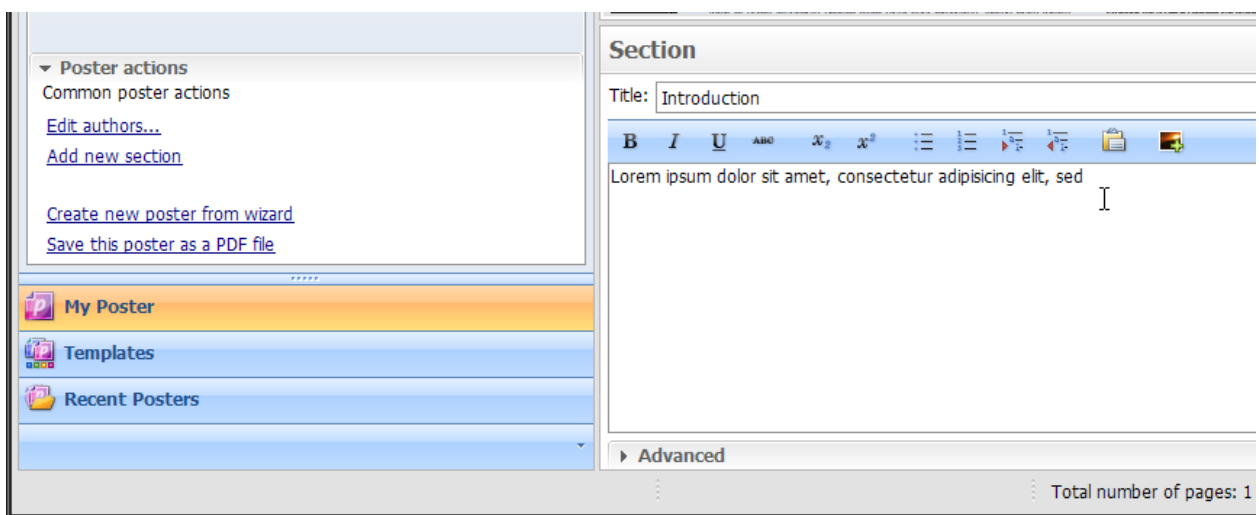 Poster actions
Common poster actions
Edit authors...
Add new section
Create new poster from wizard
Save this poster as a PDF file
My Poster
Templates
Recent Posters
Section
Title: Introduction
B I U ABC x₂ x²
Lorem ipsum dolor sit amet, consectetur adipisicing elit, sed
Advanced
Total number of pages: 1